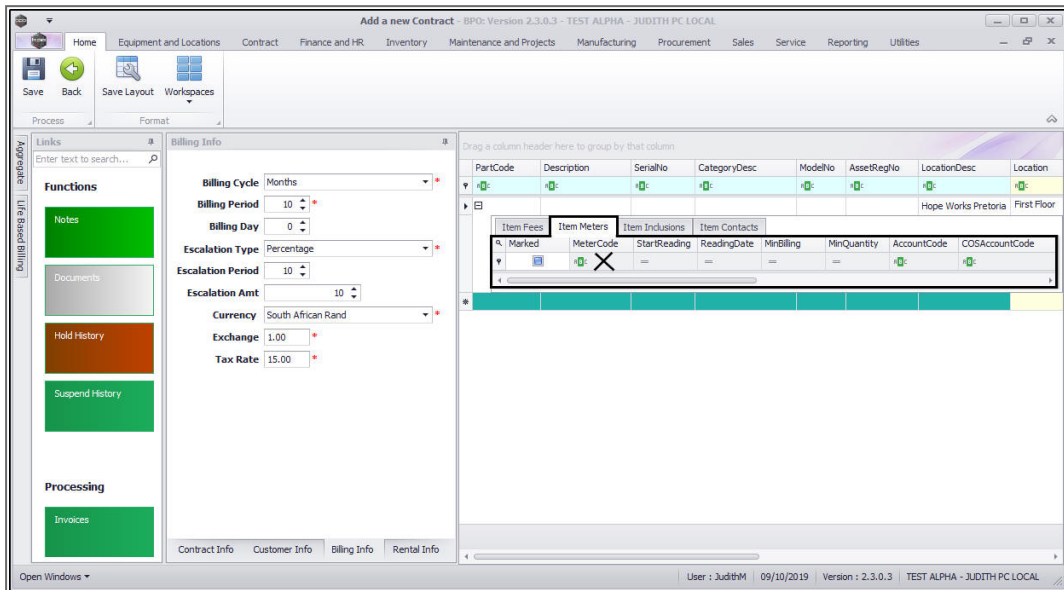 Add a new Contract - BPO: Version 2.3.0.3 - TEST ALPHA - JUDITH PC LOCAL
Home Equipment and Locations Contract Finance and HR Inventory Maintenance and Projects Manufacturing Procurement Sales Service Reporting Utilities
Save Back Save Layout Workspaces
Process Format
Aggregate
Life Based Billing
Links
Enter text to search...
Functions
Notes
Documents
Hold History
Suspend History
Processing
Invoices
Billing Info
Billing Cycle Months *
Billing Period 10 *
Billing Day 0
Escalation Type Percentage *
Escalation Period 10
Escalation Amt 10
Currency South African Rand *
Exchange 1.00 *
Tax Rate 15.00 *
Contract Info Customer Info Billing Info Rental Info
Drag a column header here to group by that column
PartCode Description SerialNo CategoryDesc ModelNo AssetRegNo LocationDesc Location
Hope Works Pretoria First Floor
Item Fees Item Meters Item Inclusions Item Contacts
Marked MeterCode StartReading ReadingDate MinBilling MinQuantity AccountCode COSAccountCode
Open Windows User : JudithM 09/10/2019 Version : 2.3.0.3 TEST ALPHA - JUDITH PC LOCAL